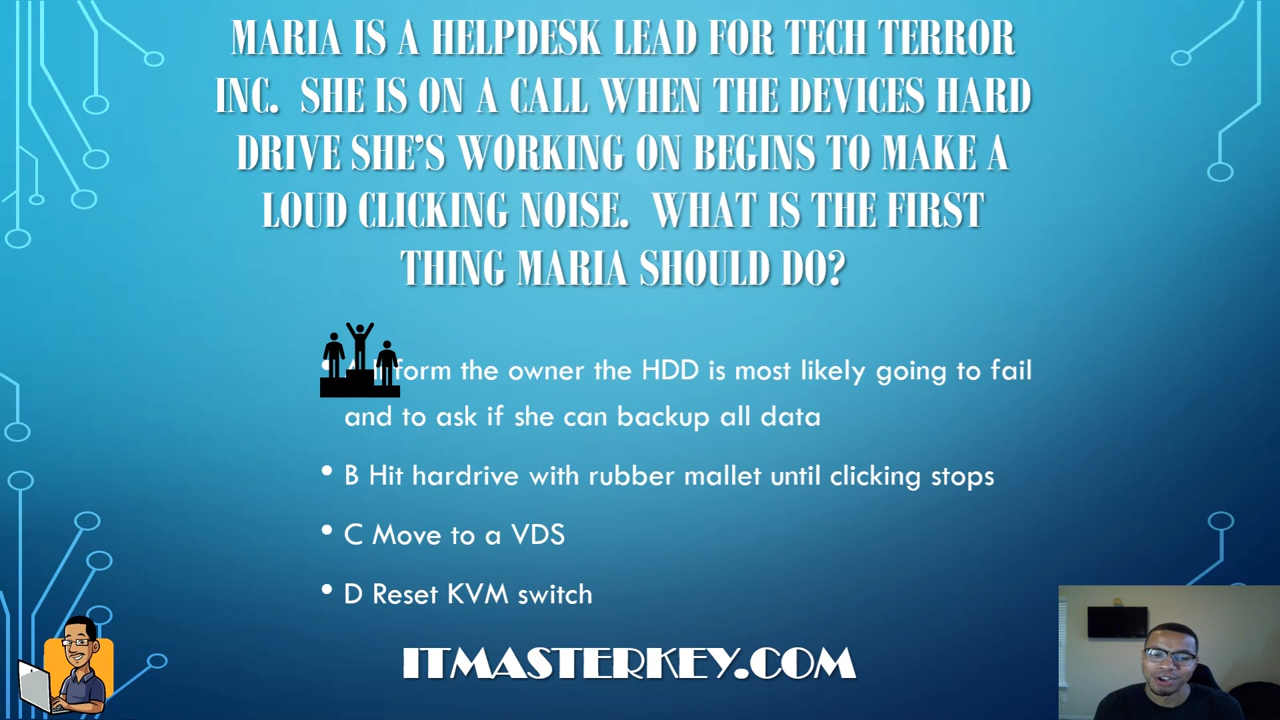 MARIA IS A HELPDESK LEAD FOR TECH TERROR
INC. SHE IS ON A CALL WHEN THE DEVICES HARD
DRIVE SHE'S WORKING ON BEGINS TO MAKE A
LOUD CLICKING NOISE. WHAT IS THE FIRST
THING MARIA SHOULD DO?
form the owner the HDD is most likely going to fail
and to ask if she can backup all data
• B Hit hardrive with rubber mallet until clicking stops
• C Move to a VDS
• D Reset KVM switch
ITMASTERKEY.COM